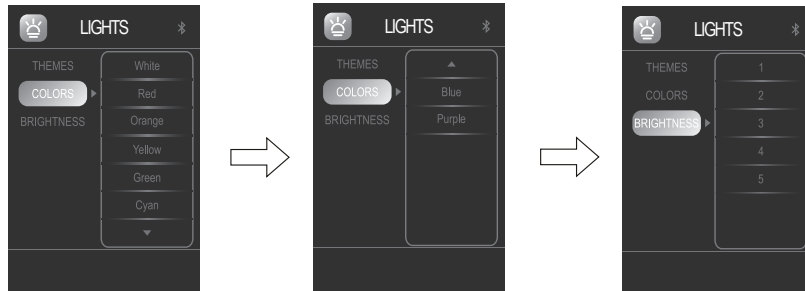 LIGHTS
THEMES
COLORS
BRIGHTNESS
White
Red
Orange
Yellow
Green
Cyan
LIGHTS
THEMES
COLORS
BRIGHTNESS
Blue
Purple
LIGHTS
THEMES
COLORS
BRIGHTNESS
1
2
3
4
5